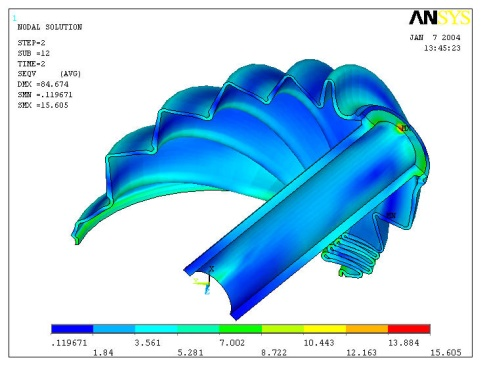 1
NODAL SOLUTION
STEP=2
SUB =12
TIME=2
SEQV (AVG)
DMX =84.674
SMN =.119671
SMX =15.605
ANSYS
JAN 7 2004
13:45:23
.119671 3.561 7.002 10.443 13.884
1.84 5.281 8.722 12.163 15.605